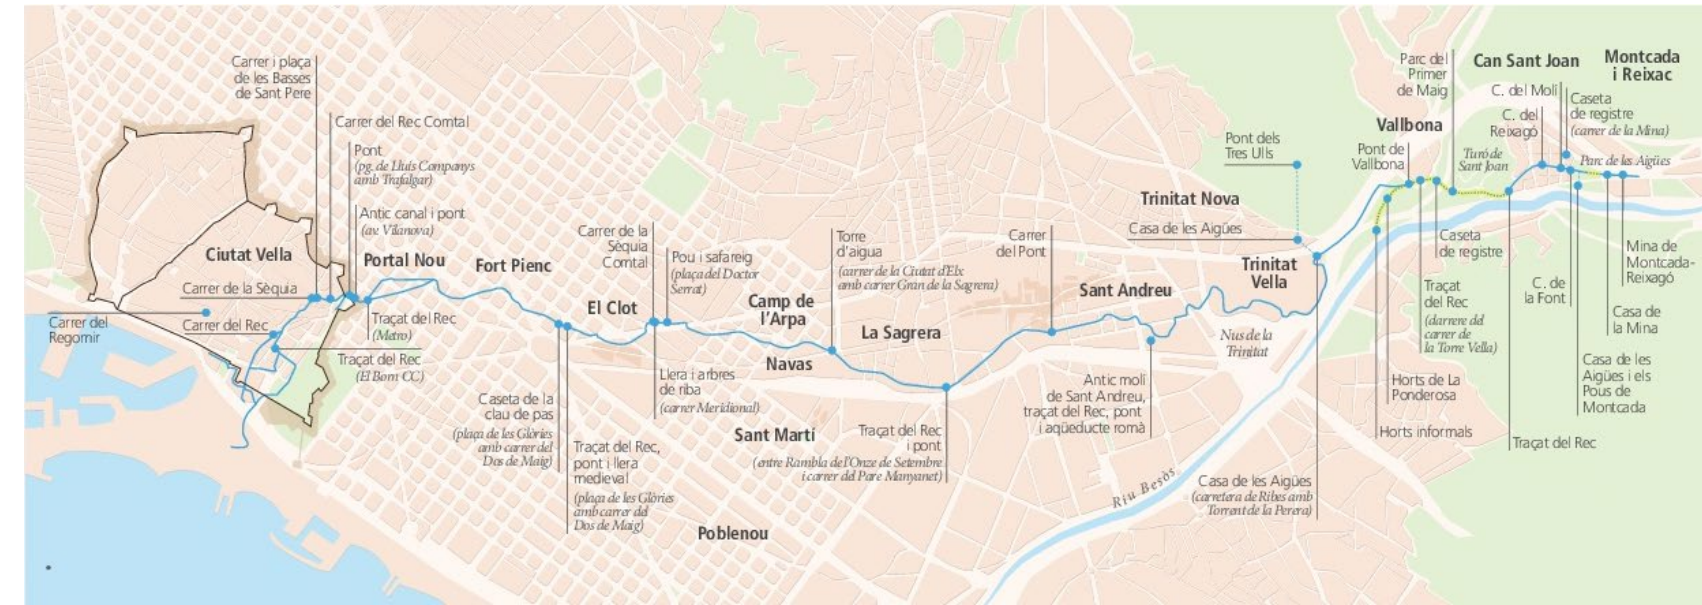 Carrer i plaça
de les Basses
de Sant Pere
Carrer del Rec Comtal
Pont
(pg. de Lluís Companys
amb Trafalgar)
Antic canal i pont
(av. Vilanova)
Ciutat Vella
Portal Nou
Fort Pienc
Carrer de la Sèquia
Carrer del
Regomir
Carrer del Rec
Traçat del Rec
(Metro)
Traçat del Rec
(El Born CC)
El Clot
Carrer de la
Sèquia
Comtal
Pou i safareig
(plaça del Doctor
Serrat)
Camp de
l'Arpa
Navas
Torre
d'aigua
(carrer de la Ciutat d'Elx
amb carrer Gran de la Sagrera)
La Sagrera
Caseta de la
clau de pas
(plaça de les Glòries
amb carrer del
Dos de Maig)
Traçat del Rec,
pont i llera
medieval
(plaça de les Glòries
amb carrer del
Dos de Maig)
Llera i arbres
de riba
(carrer Meridional)
Sant Martí
Poblenou
Traçat del Rec
i pont
(entre Rambla de l'Onze de Setembre
i carrer del Pare Manyanet)
Carrer
del Pont
Sant Andreu
Antic molí
de Sant Andreu,
traçat del Rec, pont
i aqüeducte romà
Riu Besòs
Nus de la
Trinitat
Pont dels
Tres Ulls
Trinitat Nova
Casa de les Aigües
Trinitat
Vella
Casa de les Aigües
(carretera de Ribes amb
Torrent de la Perera)
Vallbona
Pont de
Vallbona
Parc del
Primer
de Maig
Can Sant Joan
Montcada
i Reixac
C. del Molí
C. del
Reixagó
Caseta
de registre
(carrer de la Mina)
Turó de
Sant Joan
Parc de les Aigües
Caseta
de registre
Traçat
del Rec
(darrere del
carrer de
la Torre Vella)
Horts de La
Ponderosa
Horts informals
Traçat del Rec
C. de
la Font
Mina de
Montcada-
Reixagó
Casa de
la Mina
Casa de les
Aigües i els
Pous de
Montcada